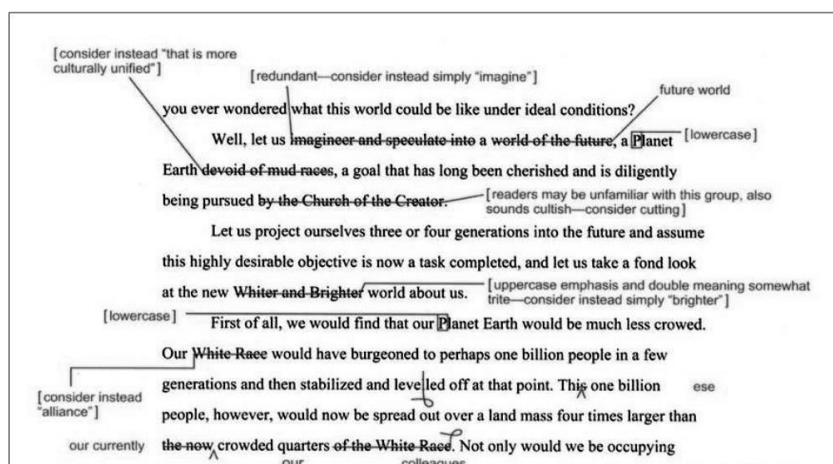 [consider instead "that is more
culturally unified"]
[redundant—consider instead simply "imagine"]
future world
you ever wondered what this world could be like under ideal conditions?
Well, let us imagineer and speculate into a world of the future, a Planet
[lowercase]
Earth devoid of mud races, a goal that has long been cherished and is diligently
being pursued by the Church of the Creator.
[readers may be unfamiliar with this group, also
sounds cultish—consider cutting]
Let us project ourselves three or four generations into the future and assume
this highly desirable objective is now a task completed, and let us take a fond look
at the new Whiter and Brighter world about us.
[uppercase emphasis and double meaning somewhat
trite—consider instead simply "brighter"]
[lowercase]
First of all, we would find that our Planet Earth would be much less crowed.
Our White Race would have burgeoned to perhaps one billion people in a few
generations and then stabilized and levelled off at that point. This one billion
ese
[consider instead
"alliance"]
people, however, would now be spread out over a land mass four times larger than
our currently
the now crowded quarters of the White Race. Not only would we be occupying
our
colleagues